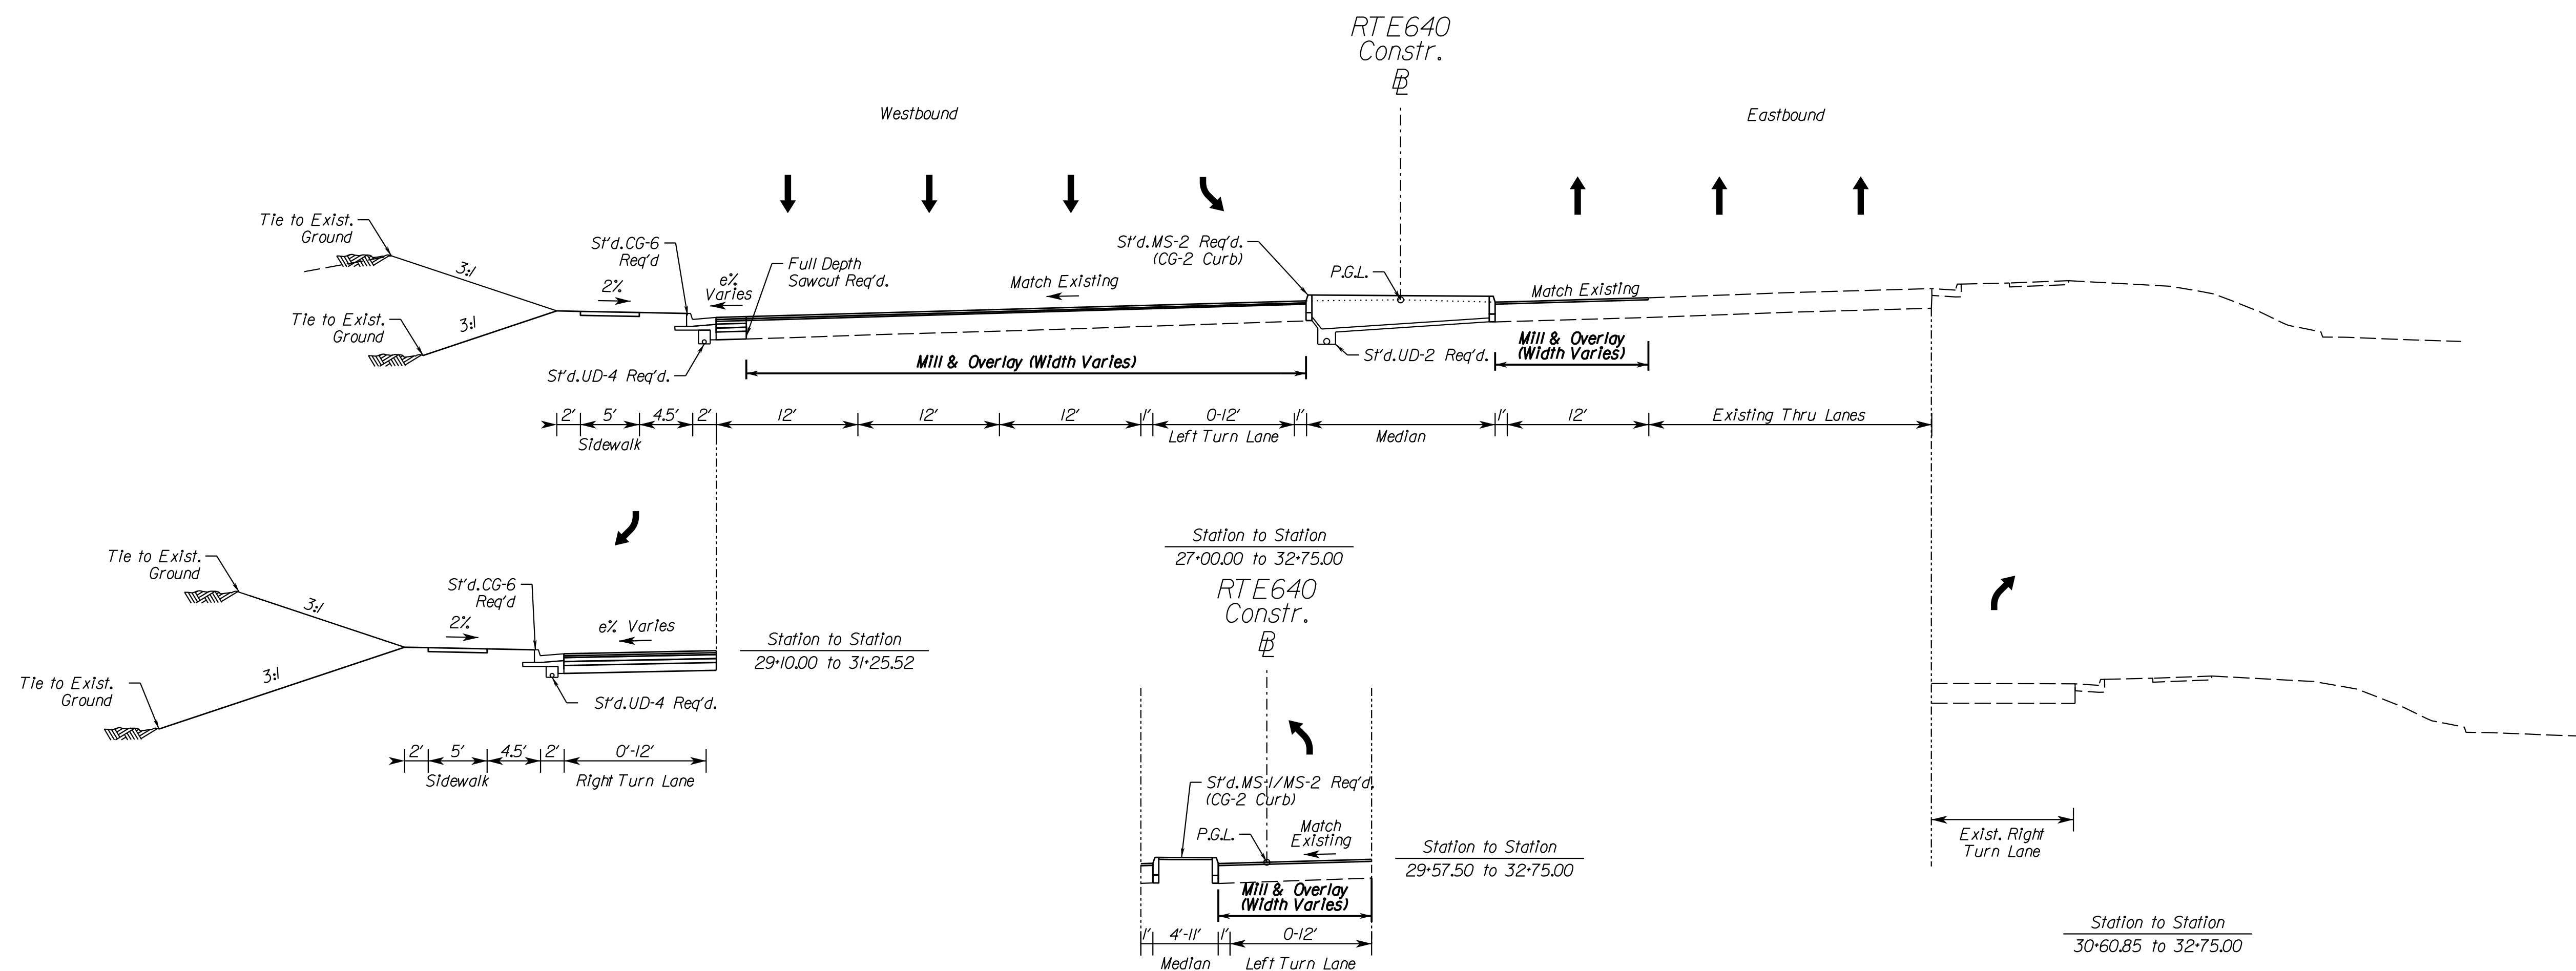 RTE640
Constr.
BL
Westbound
Eastbound
Tie to Exist.
Ground
3:1
Tie to Exist.
Ground
3:1
2%
St'd.CG-6
Req'd
e%
Varies
Full Depth
Sawcut Req'd.
Match Existing
St'd.MS-2 Req'd.
(CG-2 Curb)
P.G.L.
Match Existing
St'd.UD-4 Req'd.
Mill & Overlay (Width Varies)
St'd.UD-2 Req'd.
Mill & Overlay
(Width Varies)
2' 5' 4.5' 2' 12' 12' 12' 1' 0-12' 1' 1' 12' Existing Thru Lanes
Sidewalk Left Turn Lane Median
Station to Station
27+00.00 to 32+75.00
Tie to Exist.
Ground
3:1
Tie to Exist.
Ground
3:1
2%
St'd.CG-6
Req'd
e% Varies
St'd.UD-4 Req'd.
Station to Station
29+10.00 to 31+25.52
2' 5' 4.5' 2' 0'-12'
Sidewalk Right Turn Lane
RTE640
Constr.
BL
St'd.MS-1/MS-2 Req'd.
(CG-2 Curb)
P.G.L.
Match
Existing
Mill & Overlay
(Width Varies)
1' 4'-11' 1' 0-12'
Median Left Turn Lane
Station to Station
29+57.50 to 32+75.00
Exist. Right
Turn Lane
Station to Station
30+60.85 to 32+75.00